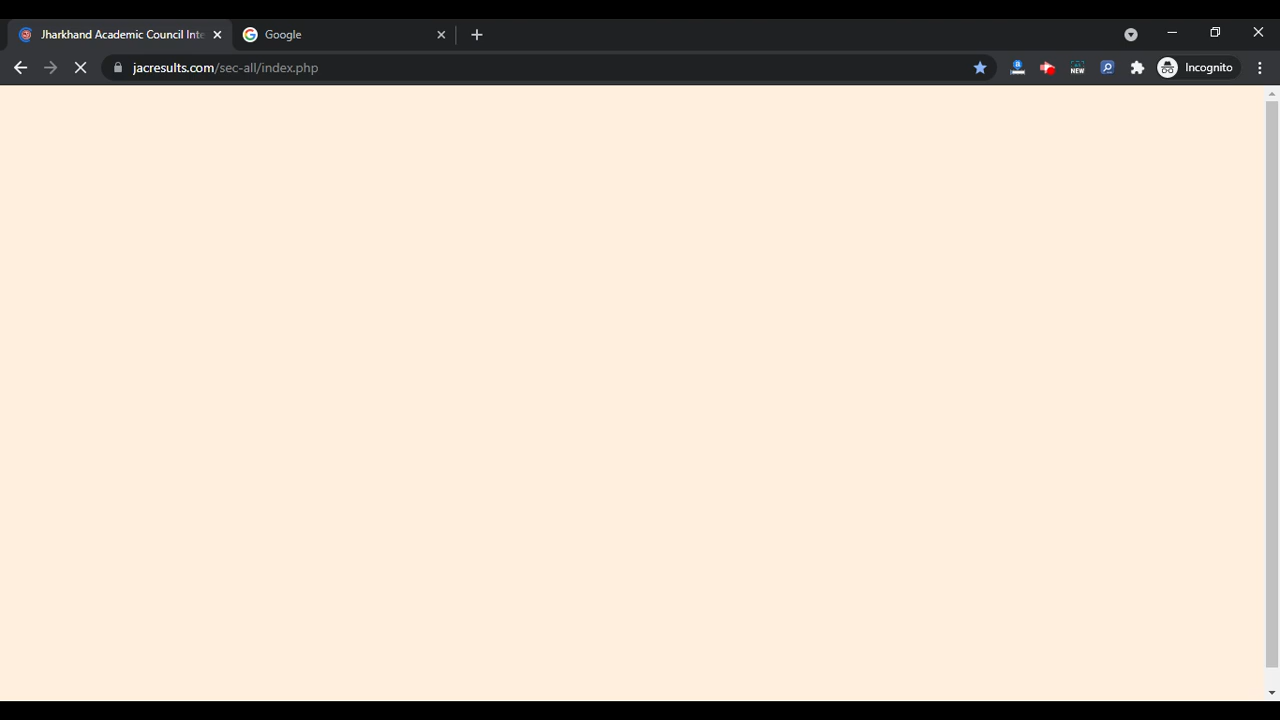 Jharkhand Academic Council Inte
Google
jacresults.com/sec-all/index.php
NEW
Incognito